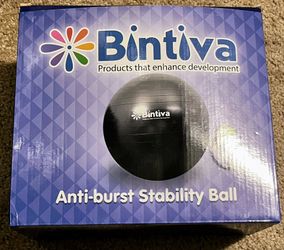 Bintiva
Products that enhance development
Bintiva
Anti-burst Stability Ball